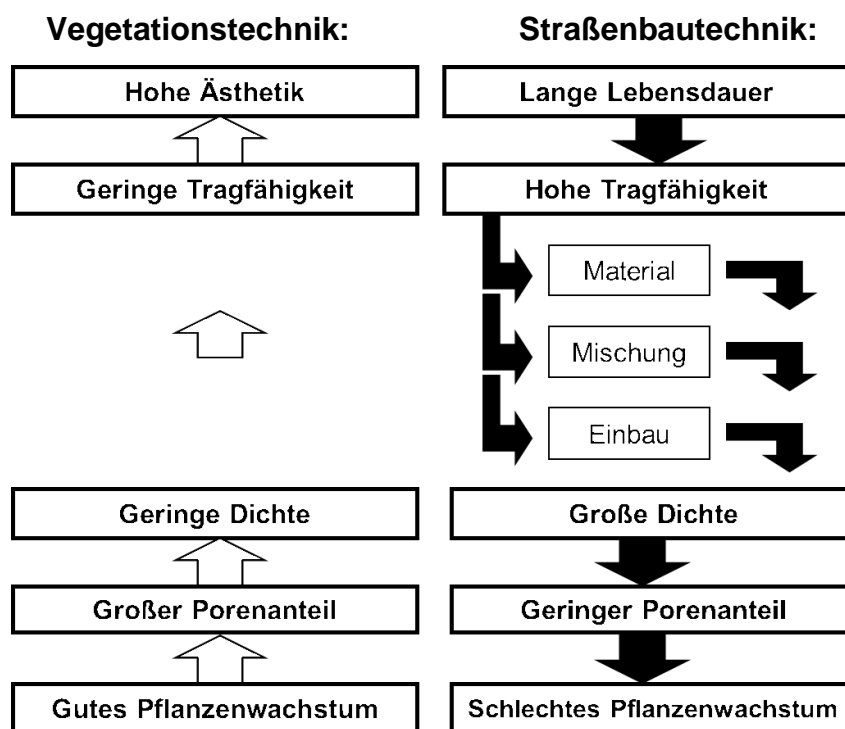 Vegetationstechnik:
Straßenbautechnik:
Hohe Ästhetik
Lange Lebensdauer
Geringe Tragfähigkeit
Hohe Tragfähigkeit
Material
Mischung
Einbau
Geringe Dichte
Große Dichte
Großer Porenanteil
Geringer Porenanteil
Gutes Pflanzenwachstum
Schlechtes Pflanzenwachstum